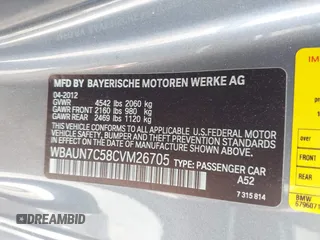 MFD BY BAYERISCHE MOTOREN WERKE AG
04-2012
GVWR 4542 lbs 2060 kg
GAWR FRONT 2160 lbs 980 kg
GAWR REAR 2469 lbs 1120 kg
THIS VEHICLE CONFORMS TO ALL APPLICABLE
U.S. FEDERAL MOTOR VEHICLE SAFETY, BUMPER,
AND THEFT PREVENTION STANDARDS IN EFFECT
ON THE DATE OF MANUFACTURE SHOWN ABOVE.
WBAUN7C58CVM26705 TYPE: PASSENGER CAR
A52
7 315 814
BMW